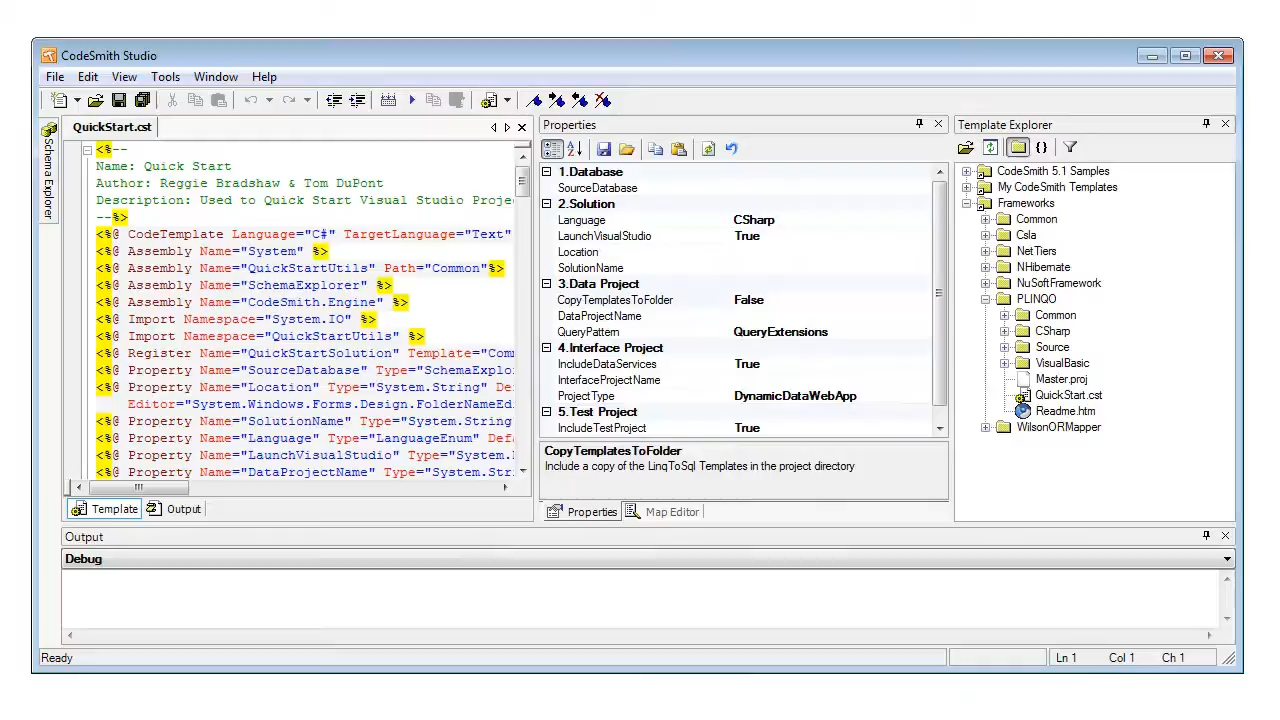 CodeSmith Studio
File Edit View Tools Window Help
Schema Explorer
QuickStart.cst
<%--
Name: Quick Start
Author: Reggie Bradshaw & Tom DuPont
Description: Used to Quick Start Visual Studio Proje
--%>
<%@ CodeTemplate Language="C#" TargetLanguage="Text"
<%@ Assembly Name="System" %>
<%@ Assembly Name="QuickStartUtils" Path="Common"%>
<%@ Assembly Name="SchemaExplorer" %>
<%@ Assembly Name="CodeSmith.Engine" %>
<%@ Import Namespace="System.IO" %>
<%@ Import Namespace="QuickStartUtils" %>
<%@ Register Name="QuickStartSolution" Template="Com
<%@ Property Name="SourceDatabase" Type="SchemaExplo
<%@ Property Name="Location" Type="System.String" De
Editor="System.Windows.Forms.Design.FolderNameEd
<%@ Property Name="SolutionName" Type="System.String
<%@ Property Name="Language" Type="LanguageEnum" Def
<%@ Property Name="LaunchVisualStudio" Type="System.
<%@ Property Name="DataProjectName" Type="System.Str
Template Output
Properties
1.Database
SourceDatabase
2.Solution
Language CSharp
LaunchVisualStudio True
Location
SolutionName
3.Data Project
CopyTemplatesToFolder False
DataProjectName
QueryPattern QueryExtensions
4.Interface Project
IncludeDataServices True
InterfaceProjectName
ProjectType DynamicDataWebApp
5.Test Project
IncludeTestProject True
CopyTemplatesToFolder
Include a copy of the LinqToSql Templates in the project directory
Properties Map Editor
Template Explorer
CodeSmith 5.1 Samples
My CodeSmith Templates
Frameworks
Common
Csla
NetTiers
NHibernate
NuSoftFramework
PLINQO
Common
CSharp
Source
VisualBasic
Master.proj
QuickStart.cst
Readme.htm
WilsonORMapper
Output
Debug
Ready Ln 1 Col 1 Ch 1